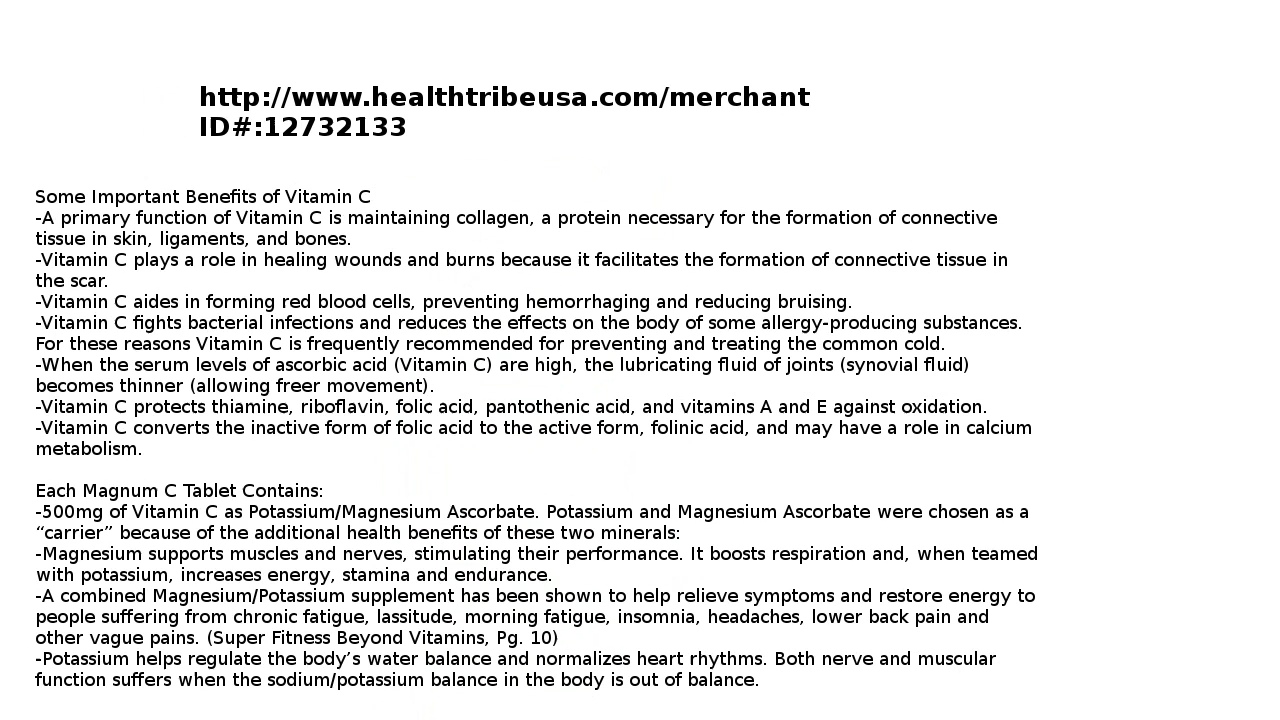 http://www.healthtribeusa.com/merchant
ID#:12732133
Some Important Benefits of Vitamin C
-A primary function of Vitamin C is maintaining collagen, a protein necessary for the formation of connective
tissue in skin, ligaments, and bones.
-Vitamin C plays a role in healing wounds and burns because it facilitates the formation of connective tissue in
the scar.
-Vitamin C aides in forming red blood cells, preventing hemorrhaging and reducing bruising.
-Vitamin C fights bacterial infections and reduces the effects on the body of some allergy-producing substances.
For these reasons Vitamin C is frequently recommended for preventing and treating the common cold.
-When the serum levels of ascorbic acid (Vitamin C) are high, the lubricating fluid of joints (synovial fluid)
becomes thinner (allowing freer movement).
-Vitamin C protects thiamine, riboflavin, folic acid, pantothenic acid, and vitamins A and E against oxidation.
-Vitamin C converts the inactive form of folic acid to the active form, folinic acid, and may have a role in calcium
metabolism.
Each Magnum C Tablet Contains:
-500mg of Vitamin C as Potassium/Magnesium Ascorbate. Potassium and Magnesium Ascorbate were chosen as a
“carrier” because of the additional health benefits of these two minerals:
-Magnesium supports muscles and nerves, stimulating their performance. It boosts respiration and, when teamed
with potassium, increases energy, stamina and endurance.
-A combined Magnesium/Potassium supplement has been shown to help relieve symptoms and restore energy to
people suffering from chronic fatigue, lassitude, morning fatigue, insomnia, headaches, lower back pain and
other vague pains. (Super Fitness Beyond Vitamins, Pg. 10)
-Potassium helps regulate the body’s water balance and normalizes heart rhythms. Both nerve and muscular
function suffers when the sodium/potassium balance in the body is out of balance.